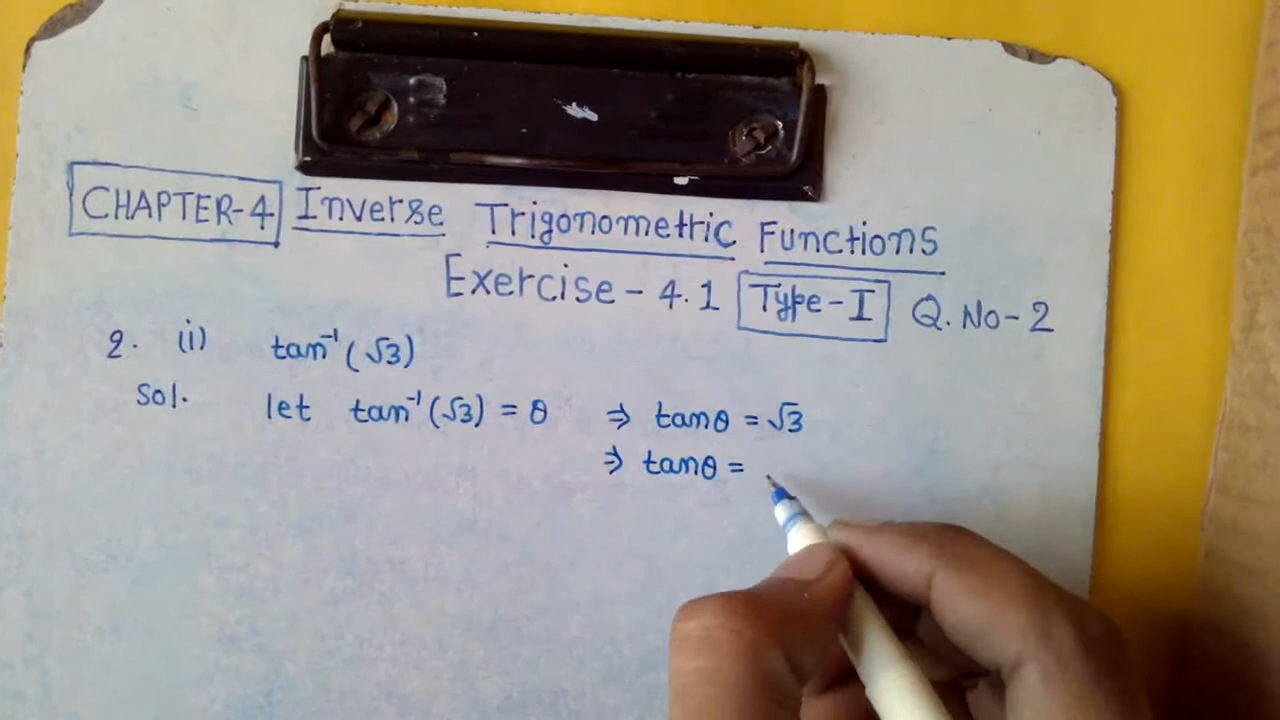 CHAPTER-4 Inverse Trigonometric Functions
Exercise - 4.1 Type-I Q. No-2
2. (i) tan⁻¹(√3)
Sol. let tan⁻¹(√3) = θ ⇒ tanθ = √3
⇒ tanθ =